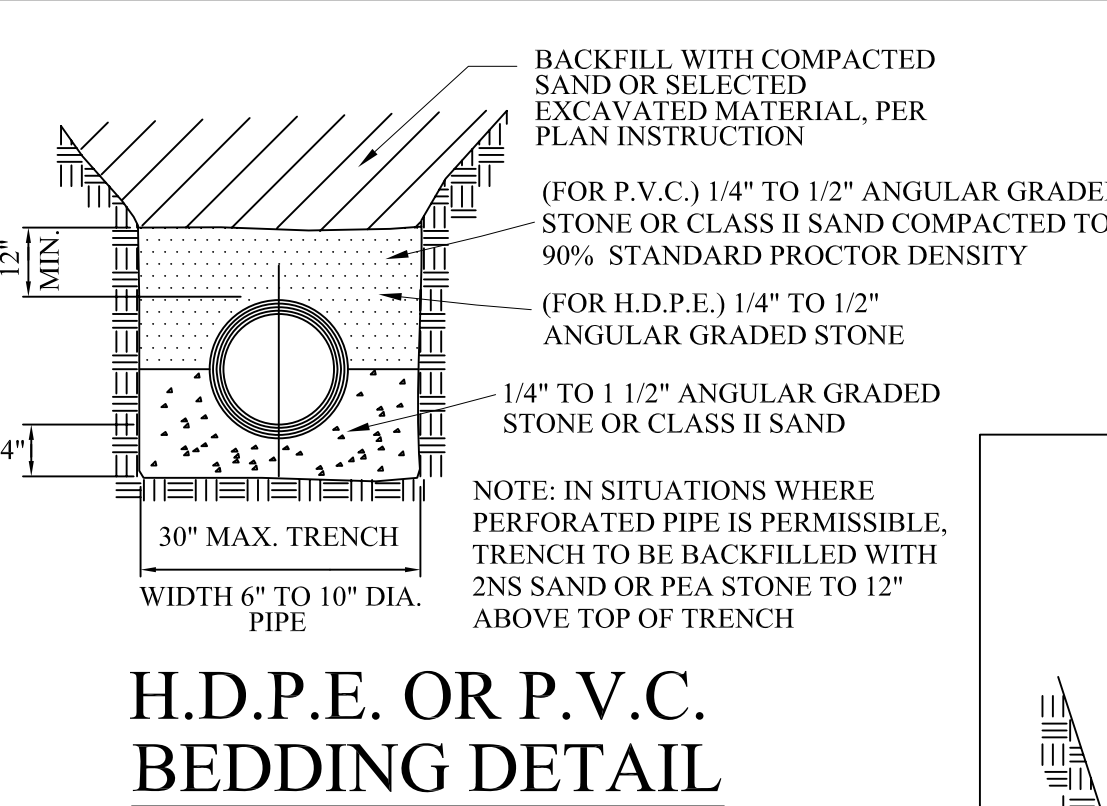 BACKFILL WITH COMPACTED
SAND OR SELECTED
EXCAVATED MATERIAL, PER
PLAN INSTRUCTION
(FOR P.V.C.) 1/4" TO 1/2" ANGULAR
STONE OR CLASS II SAND COMPACTED TO
90% STANDARD PROCTOR DENSITY
12"
MIN.
(FOR H.D.P.E.) 1/4" TO 1/2"
ANGULAR GRADED STONE
1/4" TO 1 1/2" ANGULAR GRADED
STONE OR CLASS II SAND
4"
NOTE: IN SITUATIONS WHERE
PERFORATED PIPE IS PERMISSIBLE,
TRENCH TO BE BACKFILLED WITH
2NS SAND OR PEA STONE TO 12"
ABOVE TOP OF TRENCH
30" MAX. TRENCH
WIDTH 6" TO 10" DIA.
PIPE
H.D.P.E. OR P.V.C.
BEDDING DETAIL